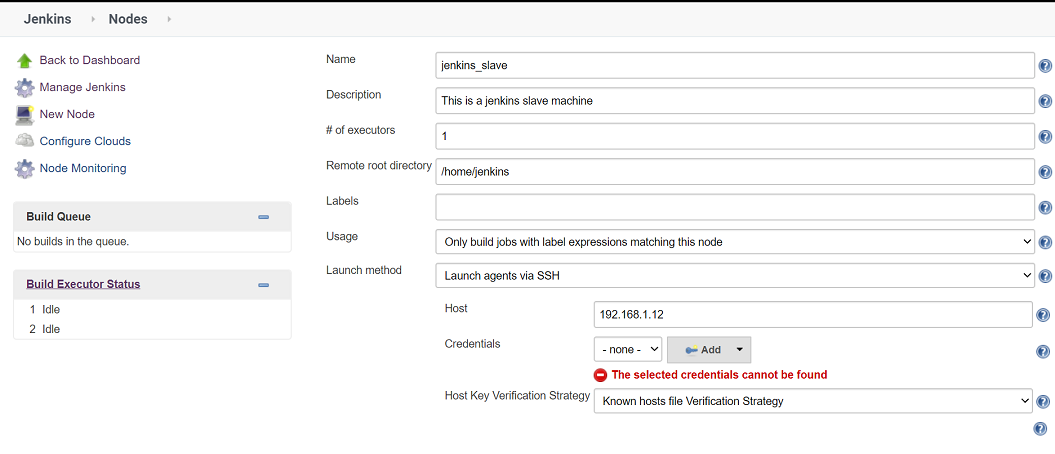 Jenkins Nodes
Back to Dashboard
Manage Jenkins
New Node
Configure Clouds
Node Monitoring
Build Queue
No builds in the queue.
Build Executor Status
1 Idle
2 Idle
Name jenkins_slave
Description This is a jenkins slave machine
# of executors 1
Remote root directory /home/jenkins
Labels
Usage Only build jobs with label expressions matching this node
Launch method Launch agents via SSH
Host 192.168.1.12
Credentials - none - Add
The selected credentials cannot be found
Host Key Verification Strategy Known hosts file Verification Strategy